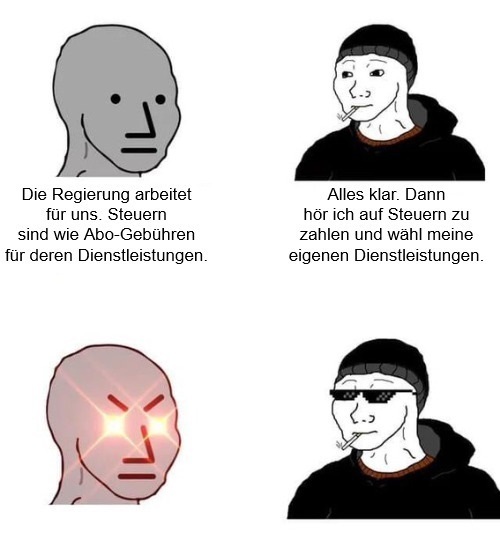 Die Regierung arbeitet
für uns. Steuern
sind wie Abo-Gebühren
für deren Dienstleistungen.
Alles klar. Dann
hör ich auf Steuern zu
zahlen und wähl meine
eigenen Dienstleistungen.